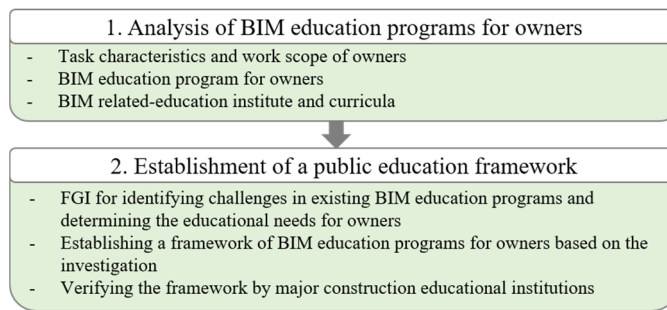 1. Analysis of BIM education programs for owners
- Task characteristics and work scope of owners
- BIM education program for owners
- BIM related-education institute and curricula
2. Establishment of a public education framework
- FGI for identifying challenges in existing BIM education programs and
determining the educational needs for owners
- Establishing a framework of BIM education programs for owners based on the
investigation
- Verifying the framework by major construction educational institutions